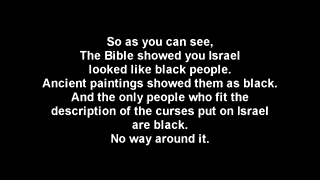 So as you can see,
The Bible showed you Israel
looked like black people.
Ancient paintings showed them as black.
And the only people who fit the
description of the curses put on Israel
are black.
No way around it.